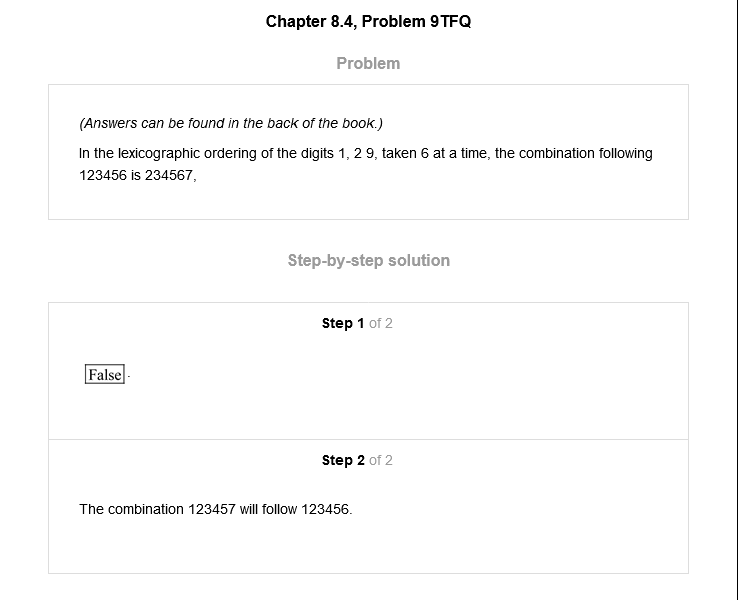 Chapter 8.4, Problem 9TFQ
Problem
(Answers can be found in the back of the book.)
In the lexicographic ordering of the digits 1, 2 9, taken 6 at a time, the combination following
123456 is 234567,
Step-by-step solution
Step 1 of 2
False.
Step 2 of 2
The combination 123457 will follow 123456.